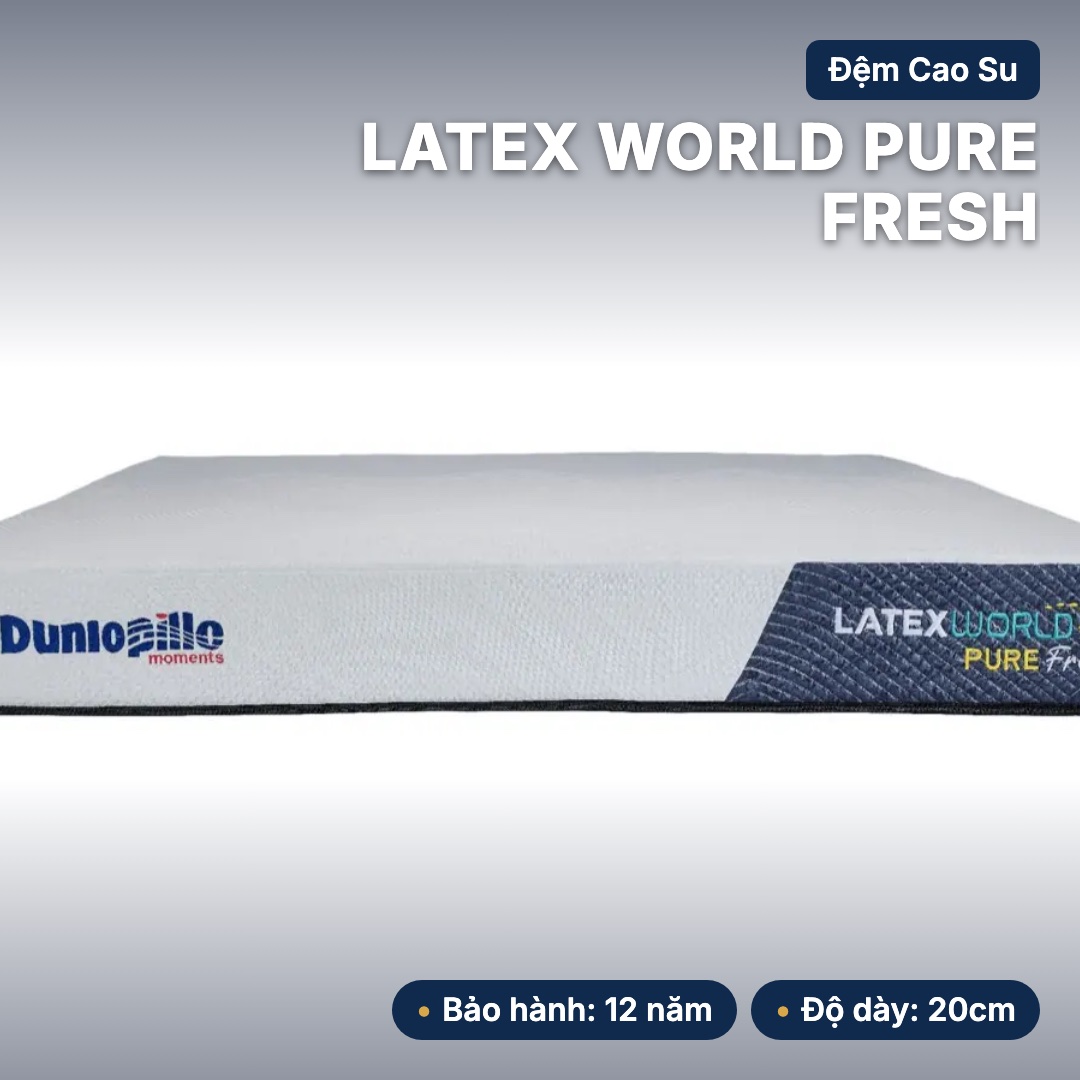 Đệm Cao Su
LATEX WORLD PURE
FRESH
Dunlopillo
moments
LATEXWORLD
PURE
• Bảo hành: 12 năm
• Độ dày: 20cm